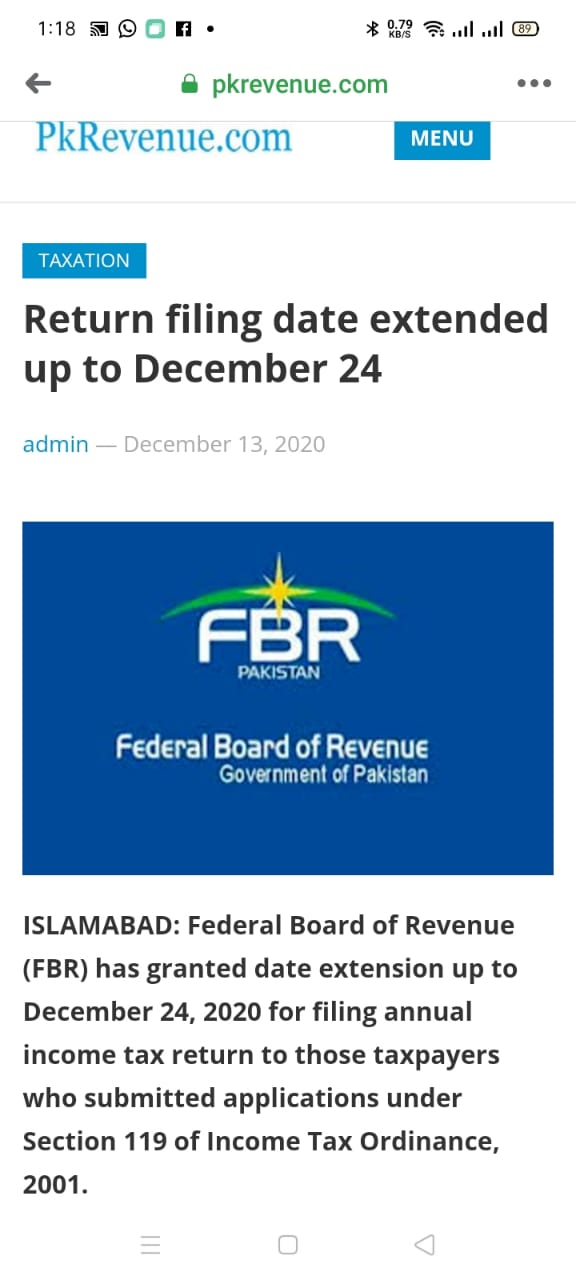 1:18
0.79
KB/S
89
pkrevenue.com
PkRevenue.com
MENU
TAXATION
Return filing date extended
up to December 24
admin — December 13, 2020
FBR
PAKISTAN
Federal Board of Revenue
Government of Pakistan
ISLAMABAD: Federal Board of Revenue
(FBR) has granted date extension up to
December 24, 2020 for filing annual
income tax return to those taxpayers
who submitted applications under
Section 119 of Income Tax Ordinance,
2001.